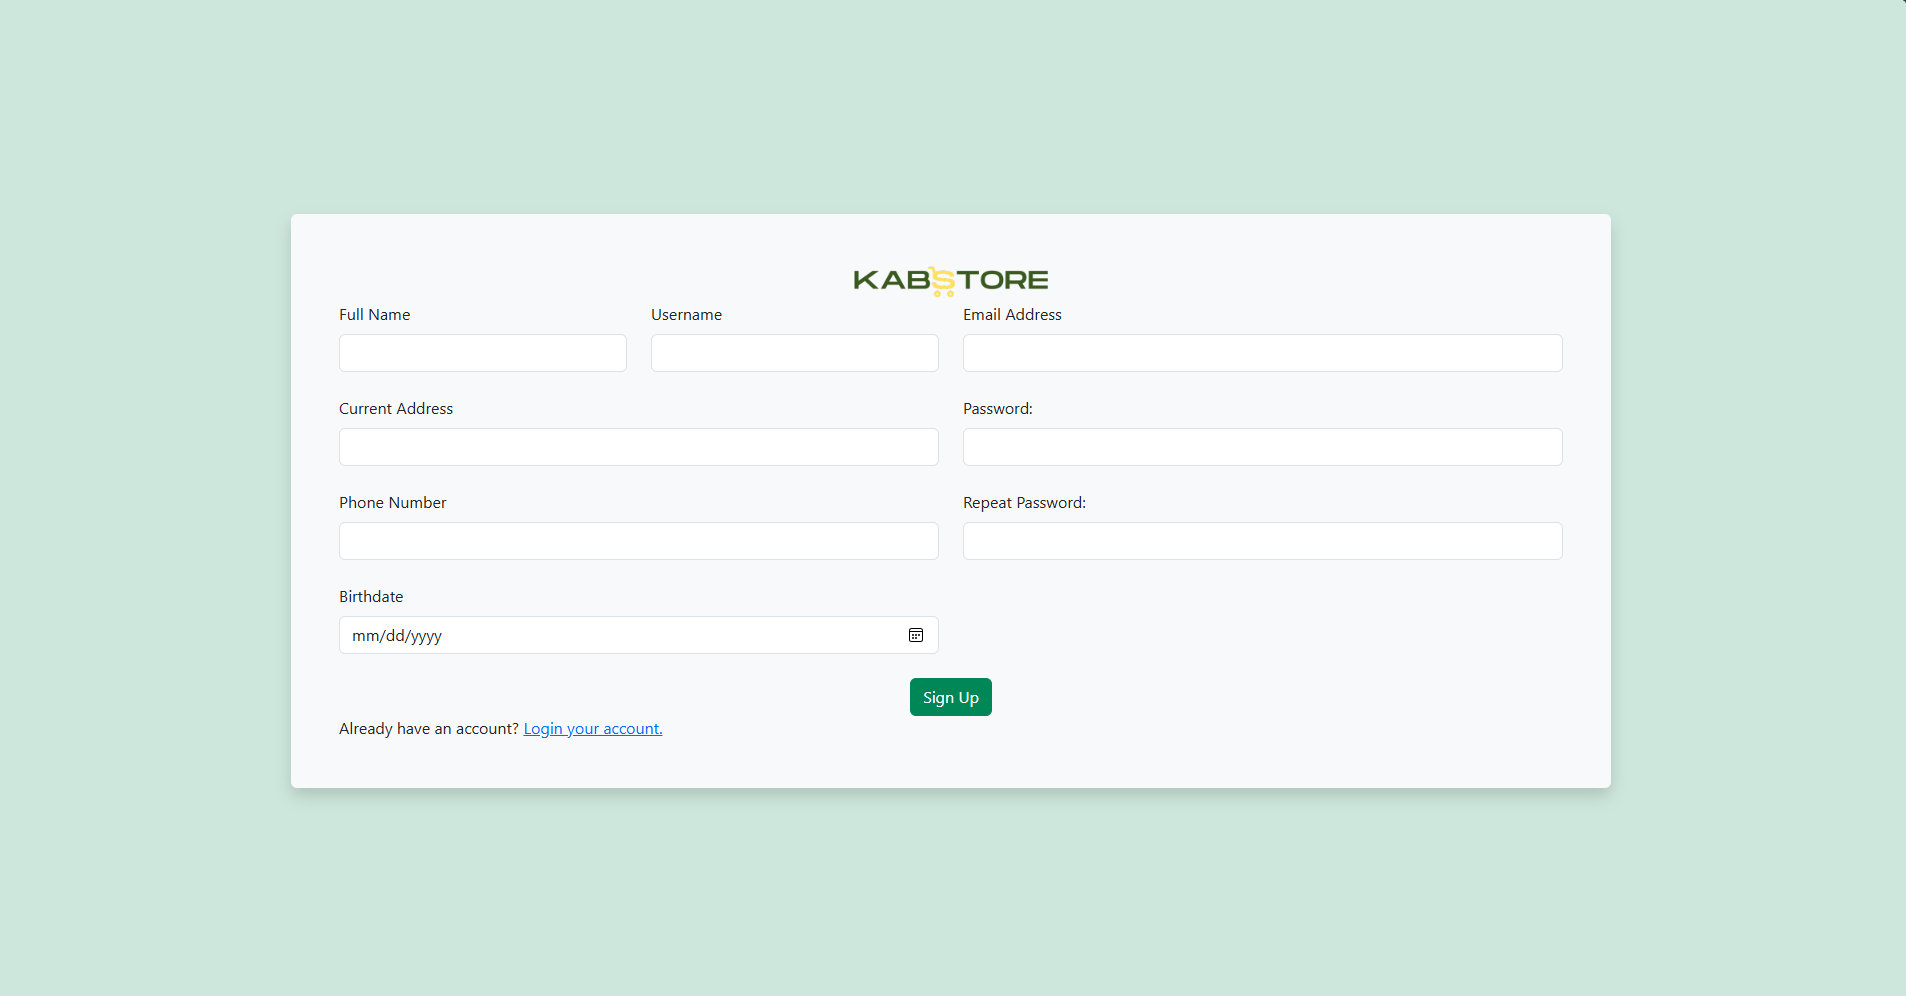 KABSTORE
Full Name Username Email Address
Current Address Password:
Phone Number Repeat Password:
Birthdate
mm/dd/yyyy
Sign Up
Already have an account? Login your account.